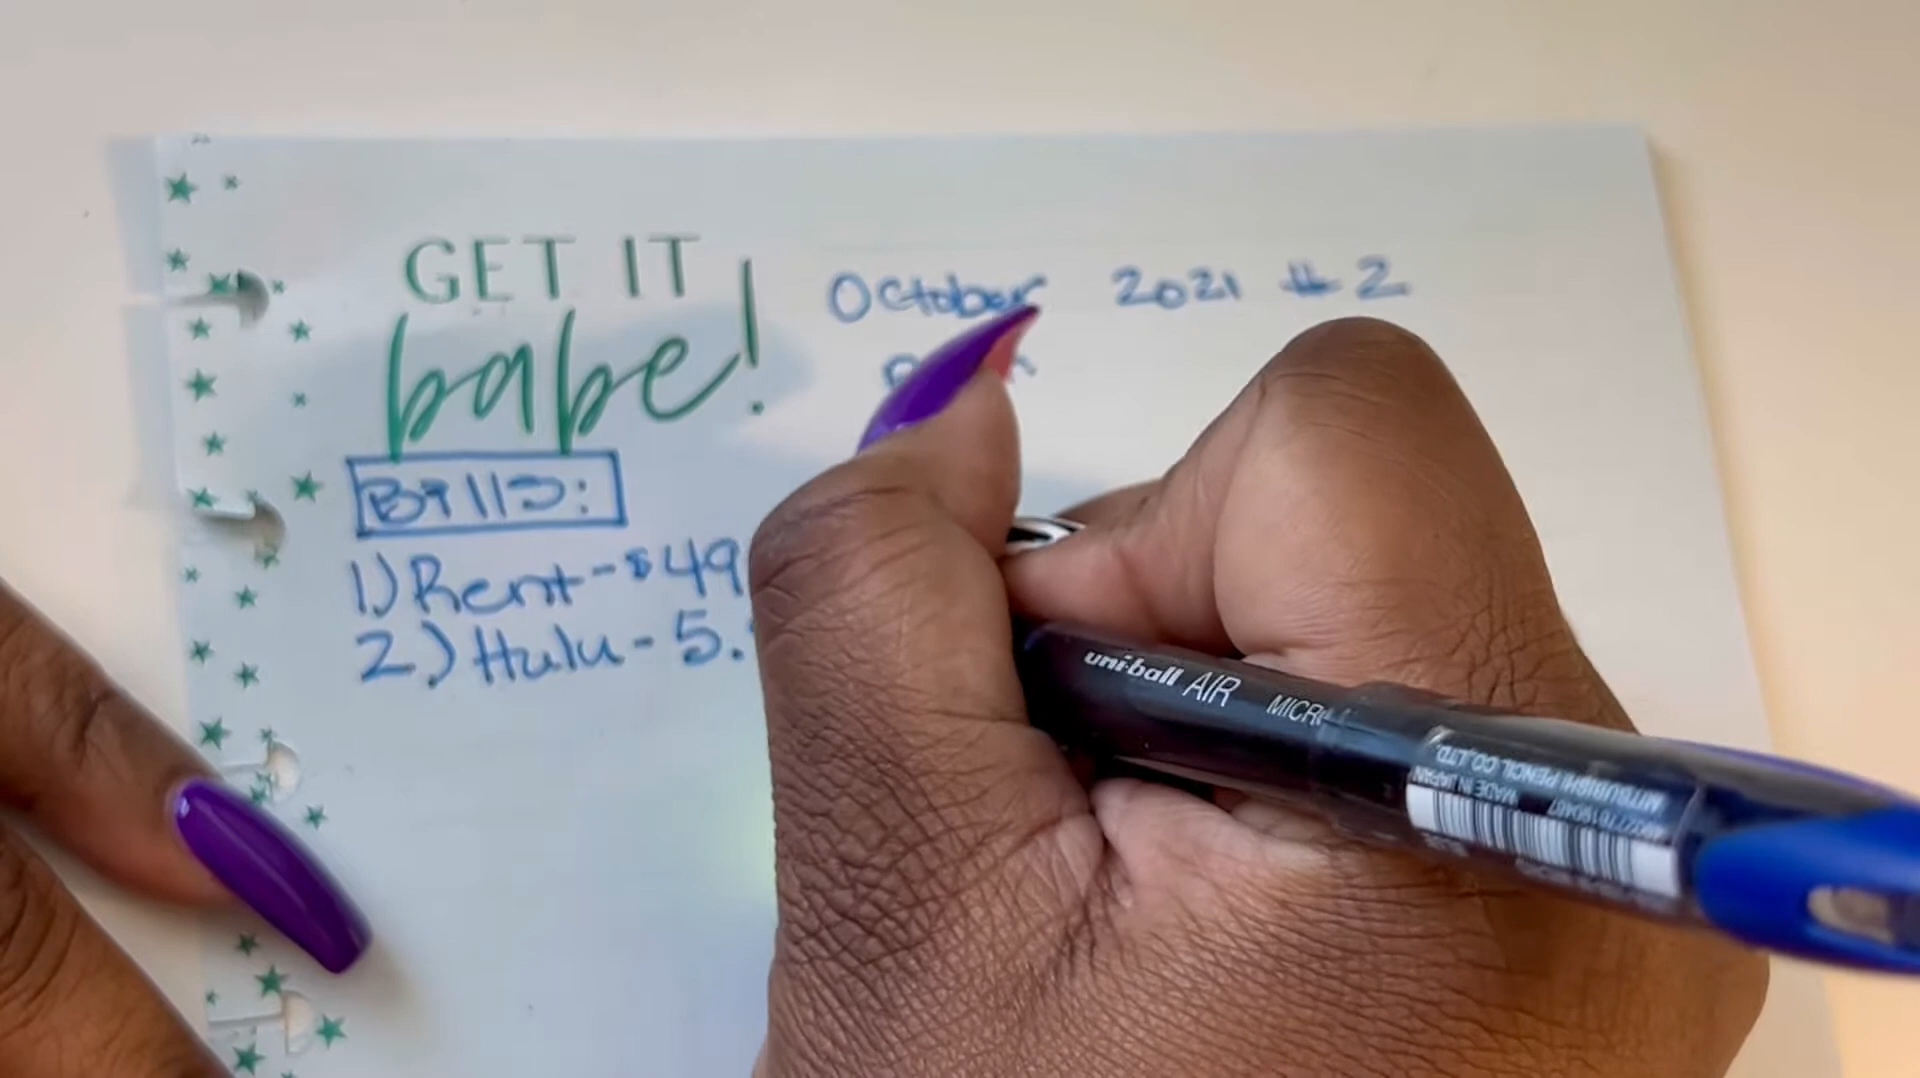 GET IT
babe!
October 2021 #2
Bills:
1.) Rent - $49
2.) Hulu - 5.
uni-ball AIR MICRO
MITSUBISHI PENCIL CO.,LTD.
MADE IN JAPAN